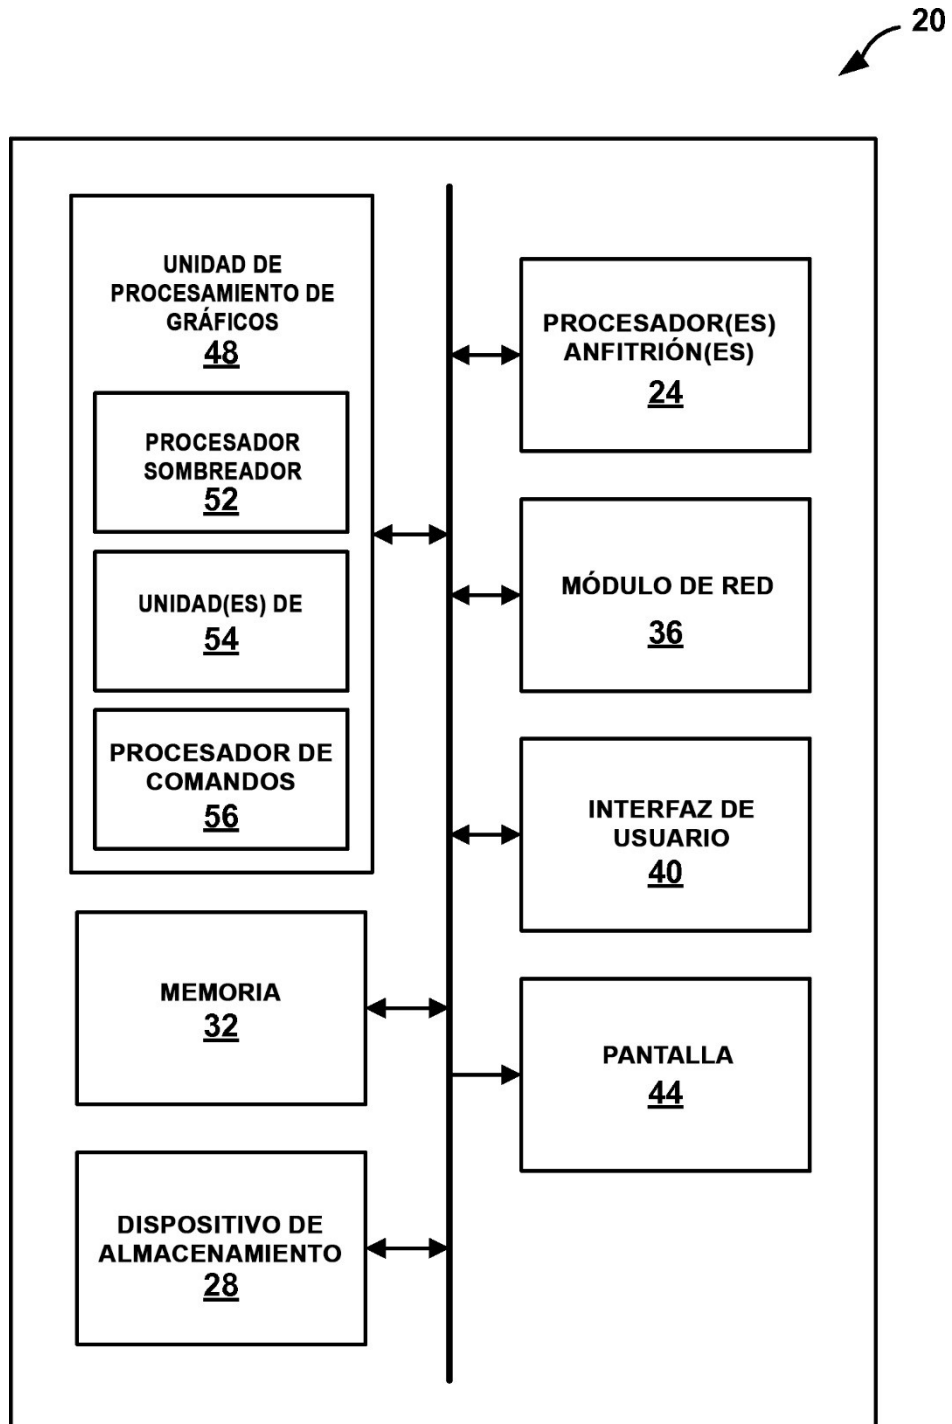 20
UNIDAD DE
PROCESAMIENTO DE
GRÁFICOS
48
PROCESADOR
SOMBREADOR
52
UNIDAD(ES) DE
54
PROCESADOR DE
COMANDOS
56
MEMORIA
32
DISPOSITIVO DE
ALMACENAMIENTO
28
PROCESADOR(ES)
ANFITRIÓN(ES)
24
MÓDULO DE RED
36
INTERFAZ DE
USUARIO
40
PANTALLA
44